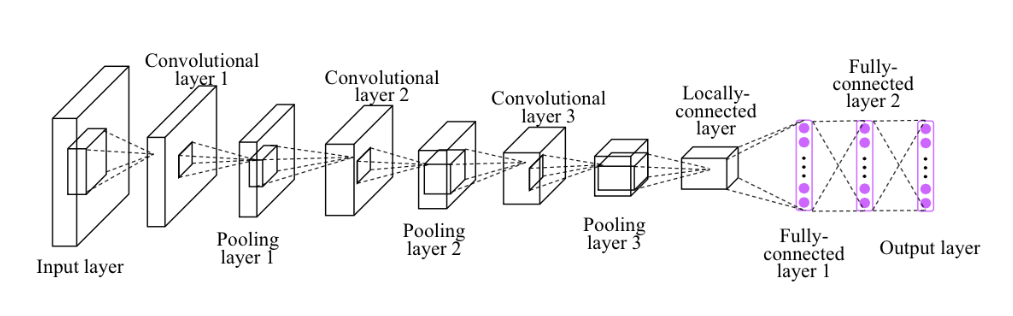 Input layer
Convolutional
layer 1
Pooling
layer 1
Convolutional
layer 2
Pooling
layer 2
Convolutional
layer 3
Pooling
layer 3
Locally-
connected
layer
Fully-
connected
layer 1
Fully-
connected
layer 2
Output layer